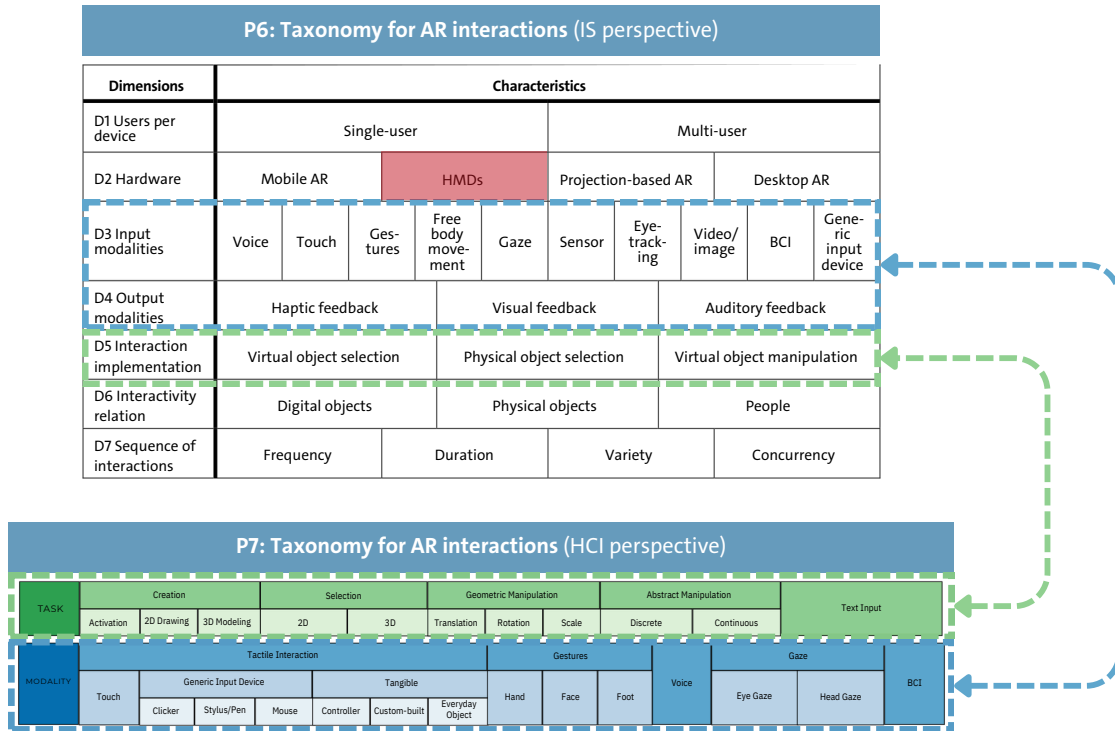 P6: Taxonomy for AR interactions (IS perspective)
Dimensions
Characteristics
D1 Users per
device
Single-user
Multi-user
D2 Hardware
Mobile AR
HMDs
Projection-based AR
Desktop AR
D3 Input
modalities
Voice
Touch
Ges-
tures
Free
body
move-
ment
Gaze
Sensor
Eye-
track-
ing
Video/
image
BCI
Gene-
ric
input
device
D4 Output
modalities
Haptic feedback
Visual feedback
Auditory feedback
D5 Interaction
implementation
Virtual object selection
Physical object selection
Virtual object manipulation
D6 Interactivity
relation
Digital objects
Physical objects
People
D7 Sequence of
interactions
Frequency
Duration
Variety
Concurrency
P7: Taxonomy for AR interactions (HCI perspective)
TASK
Creation
Selection
Geometric Manipulation
Abstract Manipulation
Text Input
Activation
2D Drawing
3D Modeling
2D
3D
Translation
Rotation
Scale
Discrete
Continuous
MODALITY
Tactile Interaction
Gestures
Voice
Gaze
BCI
Touch
Generic Input Device
Tangible
Hand
Face
Foot
Eye Gaze
Head Gaze
Clicker
Stylus/Pen
Mouse
Controller
Custom-built
Everyday
Object